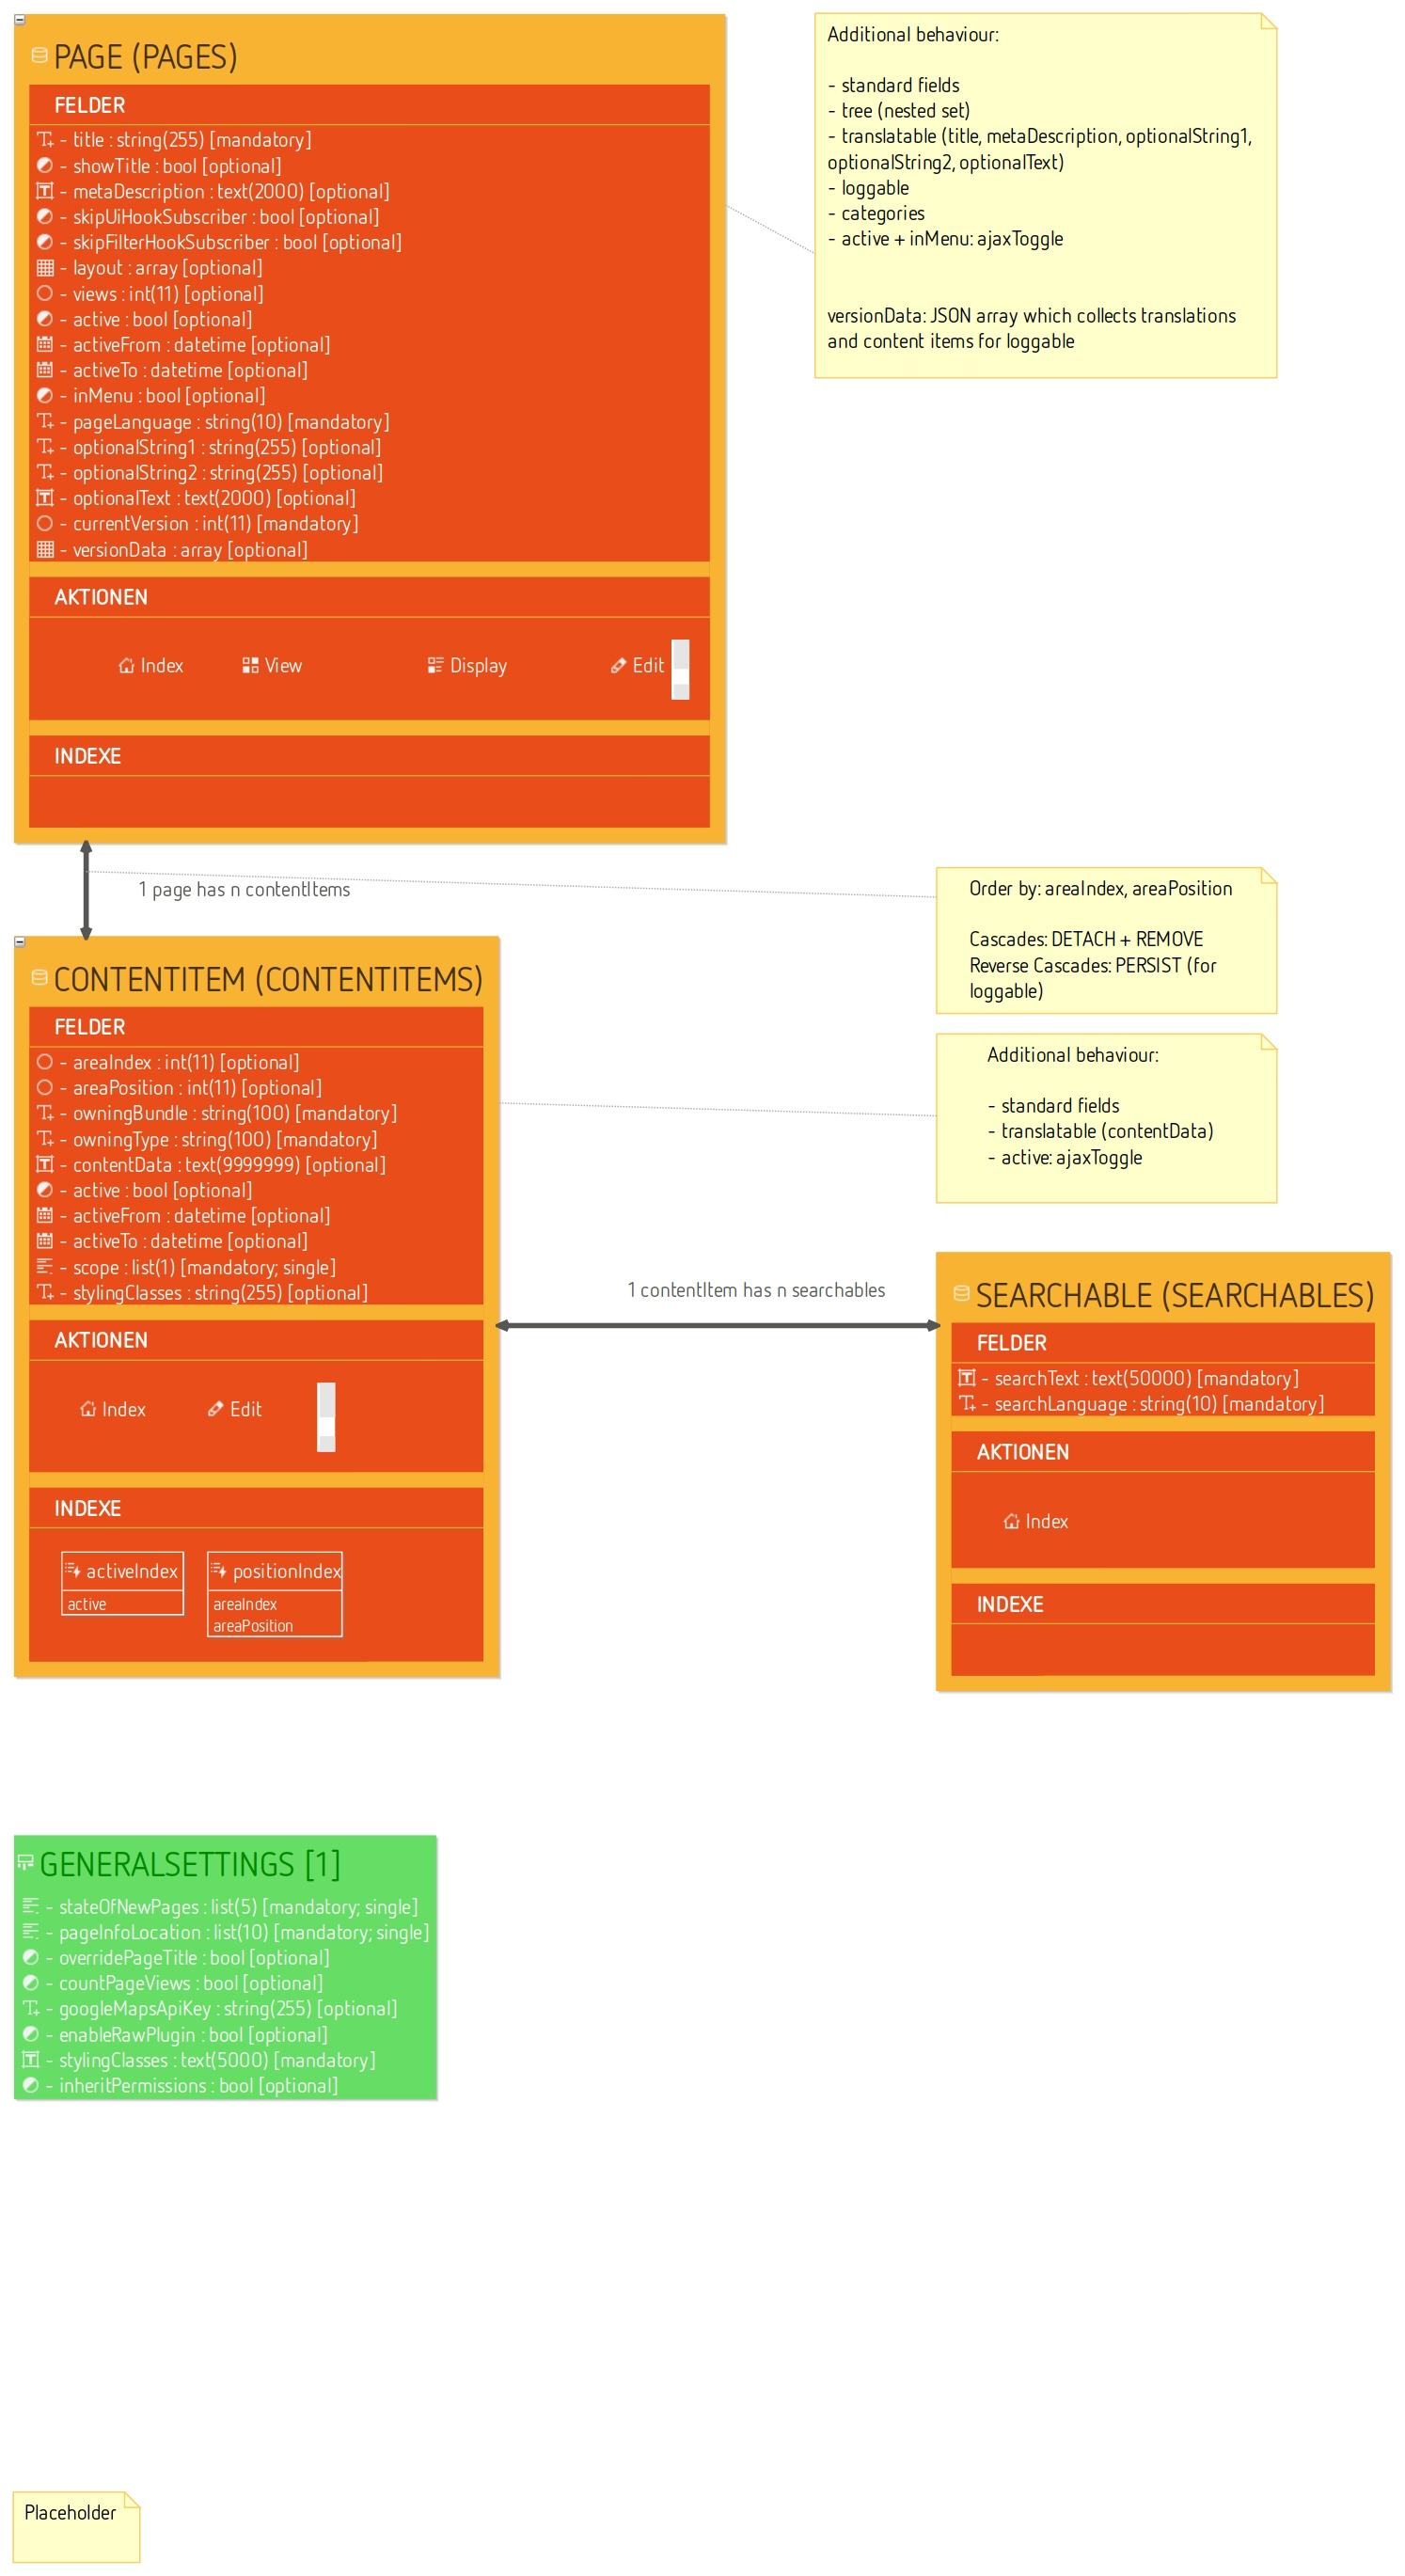 PAGE (PAGES)
FELDER
- title : string(255) [mandatory]
- showTitle : bool [optional]
- metaDescription : text(2000) [optional]
- skipUiHookSubscriber : bool [optional]
- skipFilterHookSubscriber : bool [optional]
- layout : array [optional]
- views : int(11) [optional]
- active : bool [optional]
- activeFrom : datetime [optional]
- activeTo : datetime [optional]
- inMenu : bool [optional]
- pageLanguage : string(10) [mandatory]
- optionalString1 : string(255) [optional]
- optionalString2 : string(255) [optional]
- optionalText : text(2000) [optional]
- currentVersion : int(11) [mandatory]
- versionData : array [optional]
AKTIONEN
Index View Display Edit
INDEXE
Additional behaviour:
- standard fields
- tree (nested set)
- translatable (title, metaDescription, optionalString1,
optionalString2, optionalText)
- loggable
- categories
- active + inMenu: ajaxToggle
versionData: JSON array which collects translations
and content items for loggable
1 page has n contentItems
Order by: areaIndex, areaPosition
Cascades: DETACH + REMOVE
Reverse Cascades: PERSIST (for
loggable)
CONTENTITEM (CONTENTITEMS)
FELDER
- areaIndex : int(11) [optional]
- areaPosition : int(11) [optional]
- owningBundle : string(100) [mandatory]
- owningType : string(100) [mandatory]
- contentData : text(9999999) [optional]
- active : bool [optional]
- activeFrom : datetime [optional]
- activeTo : datetime [optional]
- scope : list(1) [mandatory; single]
- stylingClasses : string(255) [optional]
AKTIONEN
Index Edit
INDEXE
activeIndex
active
positionIndex
areaIndex
areaPosition
Additional behaviour:
- standard fields
- translatable (contentData)
- active: ajaxToggle
1 contentItem has n searchables
SEARCHABLE (SEARCHABLES)
FELDER
- searchText : text(50000) [mandatory]
- searchLanguage : string(10) [mandatory]
AKTIONEN
Index
INDEXE
GENERALSETTINGS [1]
- stateOfNewPages : list(5) [mandatory; single]
- pageInfoLocation : list(10) [mandatory; single]
- overridePageTitle : bool [optional]
- countPageViews : bool [optional]
- googleMapsApiKey : string(255) [optional]
- enableRawPlugin : bool [optional]
- stylingClasses : text(5000) [mandatory]
- inheritPermissions : bool [optional]
Placeholder